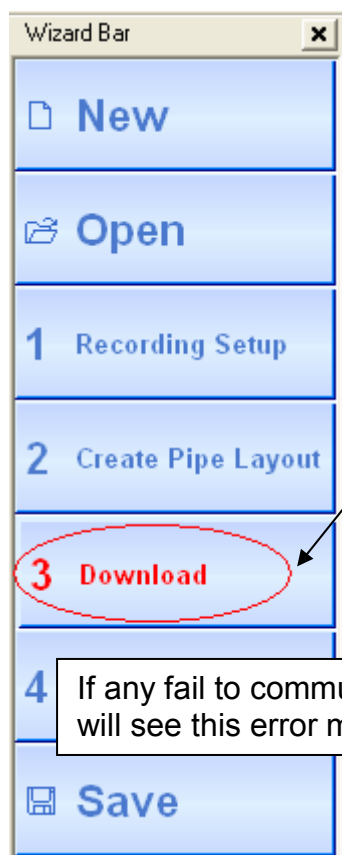 Wizard Bar
New
Open
1 Recording Setup
2 Create Pipe Layout
3 Download
4
If any fail to
will see this error
Save